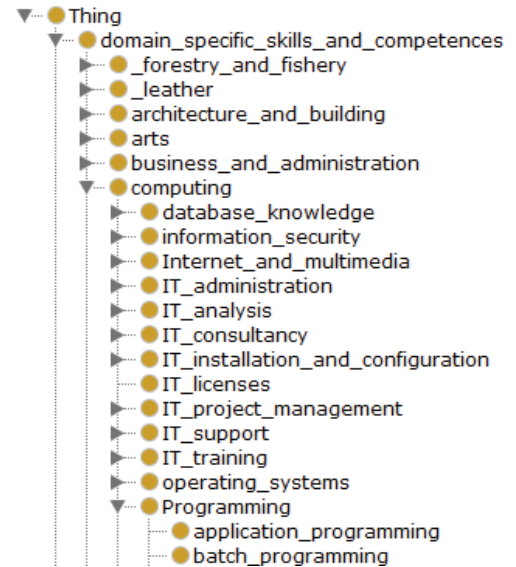 Thing
domain_specific_skills_and_competences
_forestry_and_fishery
_leather
architecture_and_building
arts
business_and_administration
computing
database_knowledge
information_security
Internet_and_multimedia
IT_administration
IT_analysis
IT_consultancy
IT_installation_and_configuration
IT_licenses
IT_project_management
IT_support
IT_training
operating_systems
Programming
application_programming
batch_programming